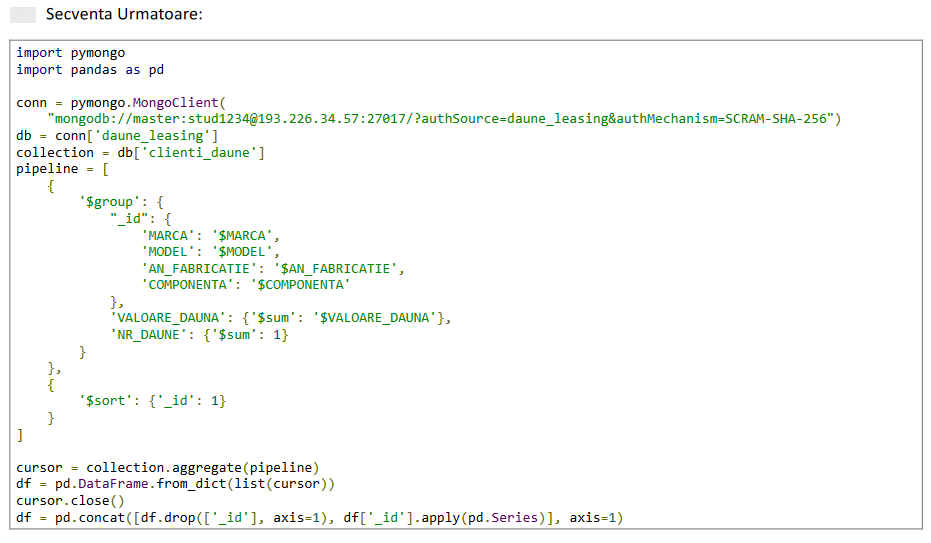 Secventa Urmatoare:
import pymongo
import pandas as pd

conn = pymongo.MongoClient(
    "mongodb://master:stud1234@193.226.34.57:27017/?authSource=daune_leasing&authMechanism=SCRAM-SHA-256")
db = conn['daune_leasing']
collection = db['clienti_daune']
pipeline = [
    {
        '$group': {
            "_id": {
                'MARCA': '$MARCA',
                'MODEL': '$MODEL',
                'AN_FABRICATIE': '$AN_FABRICATIE',
                'COMPONENTA': '$COMPONENTA'
            },
            'VALOARE_DAUNA': {'$sum': '$VALOARE_DAUNA'},
            'NR_DAUNE': {'$sum': 1}
        }
    },
    {
        '$sort': {'_id': 1}
    }
]

cursor = collection.aggregate(pipeline)
df = pd.DataFrame.from_dict(list(cursor))
cursor.close()
df = pd.concat([df.drop(['_id'], axis=1), df['_id'].apply(pd.Series)], axis=1)